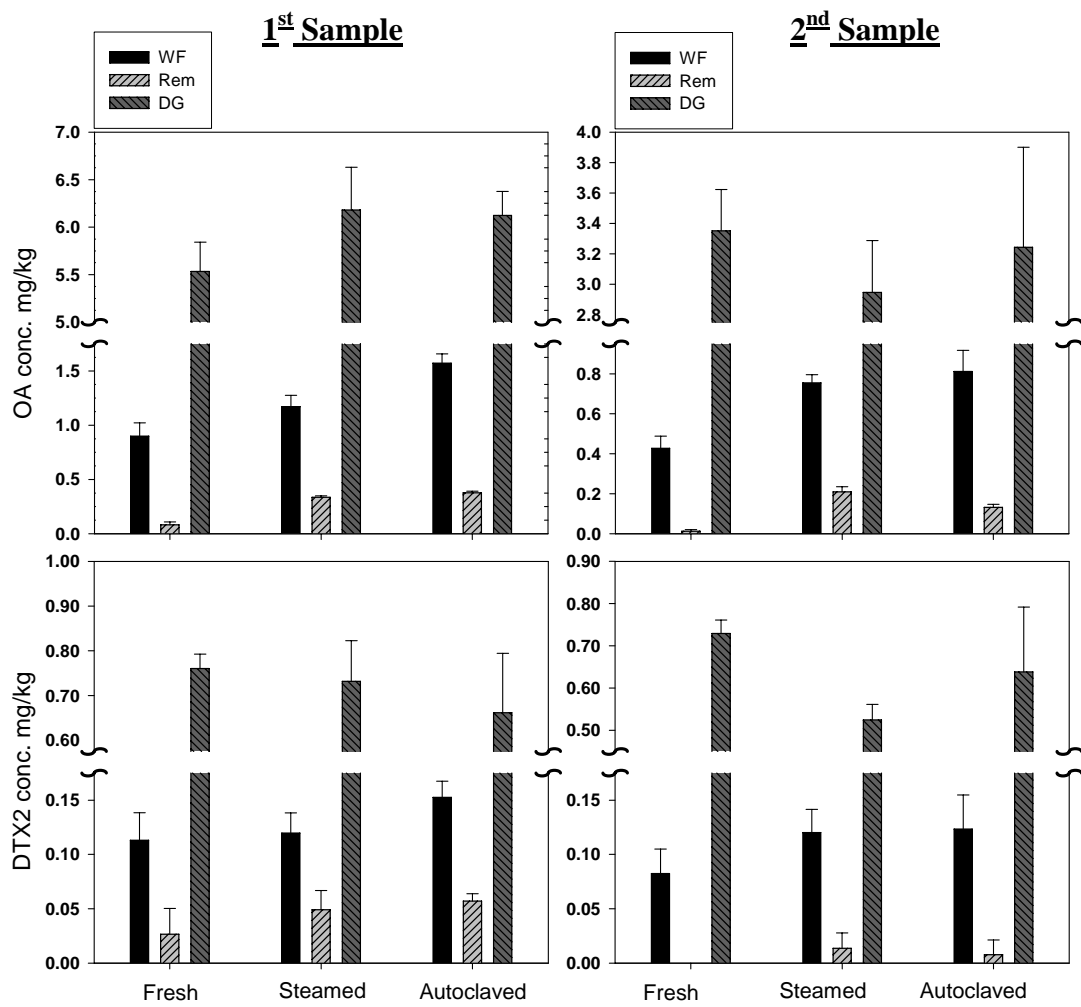 1st Sample
2nd Sample
WF
Rem
DG
WF
Rem
DG
OA conc. mg/kg
7.0
6.5
6.0
5.5
5.0
1.5
1.0
0.5
0.0
4.0
3.8
3.6
3.4
3.2
3.0
2.8
0.8
0.6
0.4
0.2
0.0
DTX2 conc. mg/kg
1.00
0.90
0.80
0.70
0.60
0.15
0.10
0.05
0.00
Fresh
Steamed
Autoclaved
0.90
0.80
0.70
0.60
0.50
0.15
0.10
0.05
0.00
Fresh
Steamed
Autoclaved